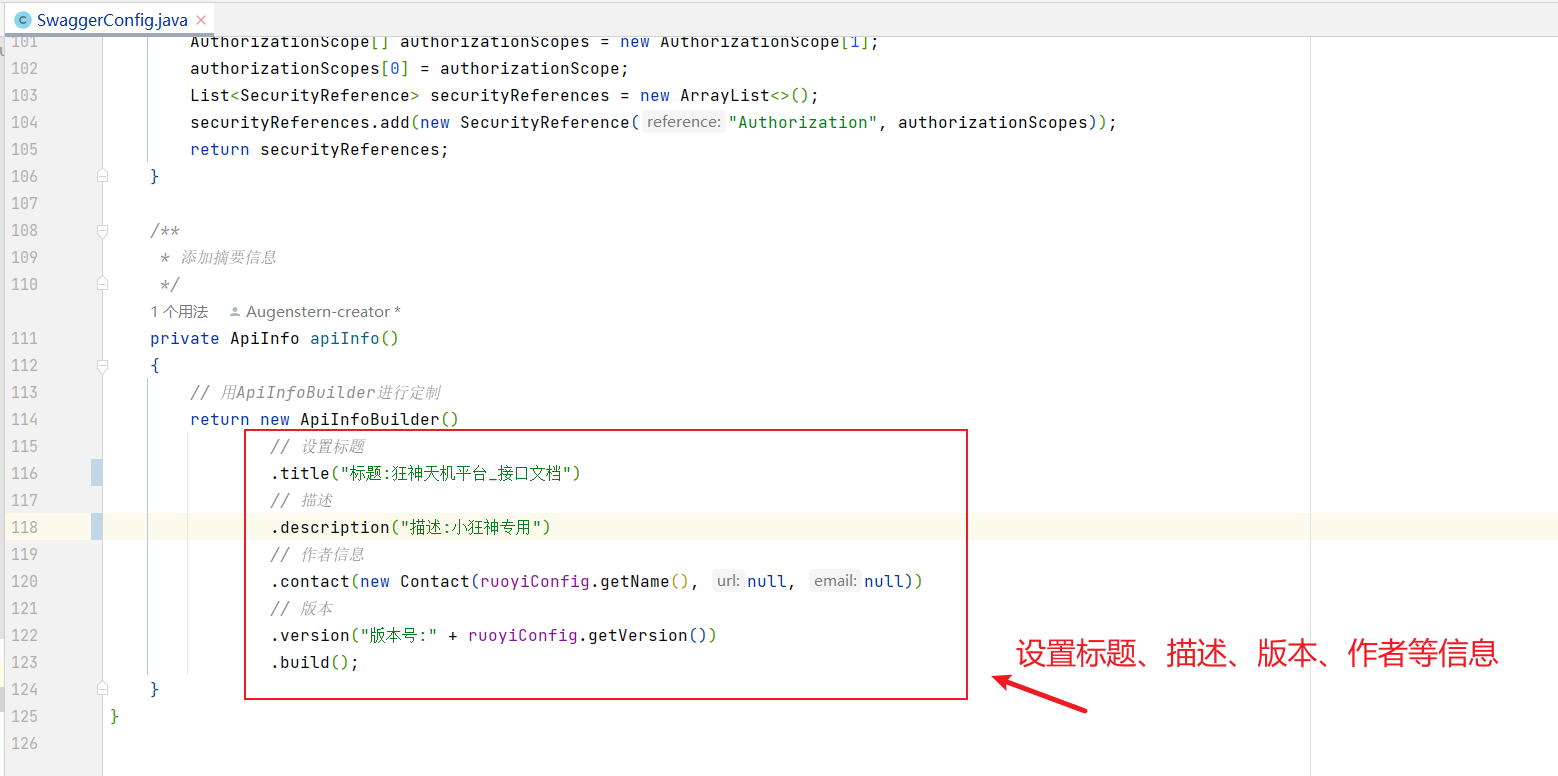 SwaggerConfig.java
101 AuthorizationScope[] authorizationScopes = new AuthorizationScope[1];
102 authorizationScopes[0] = authorizationScope;
103 List<SecurityReference> securityReferences = new ArrayList<>();
104 securityReferences.add(new SecurityReference( reference: "Authorization", authorizationScopes));
105 return securityReferences;
106 }
107
108 /**
109 * 添加摘要信息
110 */
1 个用法 Augenstern-creator *
111 private ApiInfo apiInfo()
112 {
113 // 用ApiInfoBuilder进行定制
114 return new ApiInfoBuilder()
115 // 设置标题
116 .title("标题:狂神天机平台_接口文档")
117 // 描述
118 .description("描述:小狂神专用")
119 // 作者信息
120 .contact(new Contact(ruoyiConfig.getName(), url: null, email: null))
121 // 版本
122 .version("版本号:" + ruoyiConfig.getVersion())
设置标题、描述、版本、作者等信息
123 .build();
124 }
125 }
126